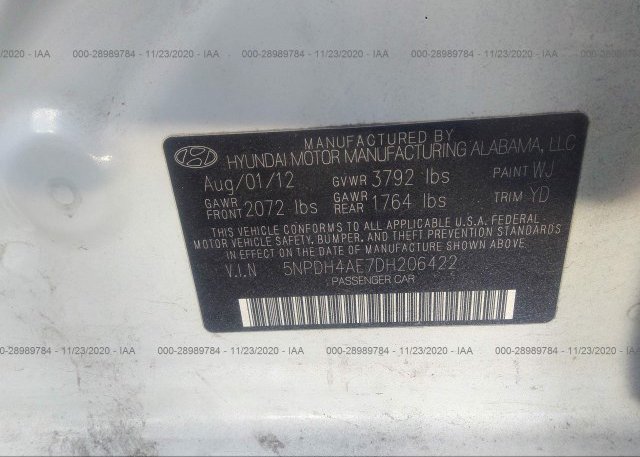 000-28989784 - 11/23/2020 - IAA 000-28989784 - 11/23/2020 - IAA 000-28989784 - 11/23/2020 - IAA
MANUFACTURED BY
HYUNDAI MOTOR MANUFACTURING ALABAMA, LLC
Aug/01/12 GVWR 3792 lbs PAINT WJ
GAWR FRONT 2072 lbs GAWR REAR 1764 lbs TRIM YD
THIS VEHICLE CONFORMS TO ALL APPLICABLE U.S.A. FEDERAL
MOTOR VEHICLE SAFETY, BUMPER, AND THEFT PREVENTION STANDARDS
IN EFFECT ON THE DATE OF MANUFACTURE SHOWN ABOVE.
V.I.N 5NPDH4AE7DH206422
PASSENGER CAR
000-28989784 - 11/23/2020 - IAA 000-28989784 - 11/23/2020 - IAA 000-28989784 - 11/23/2020 - IAA